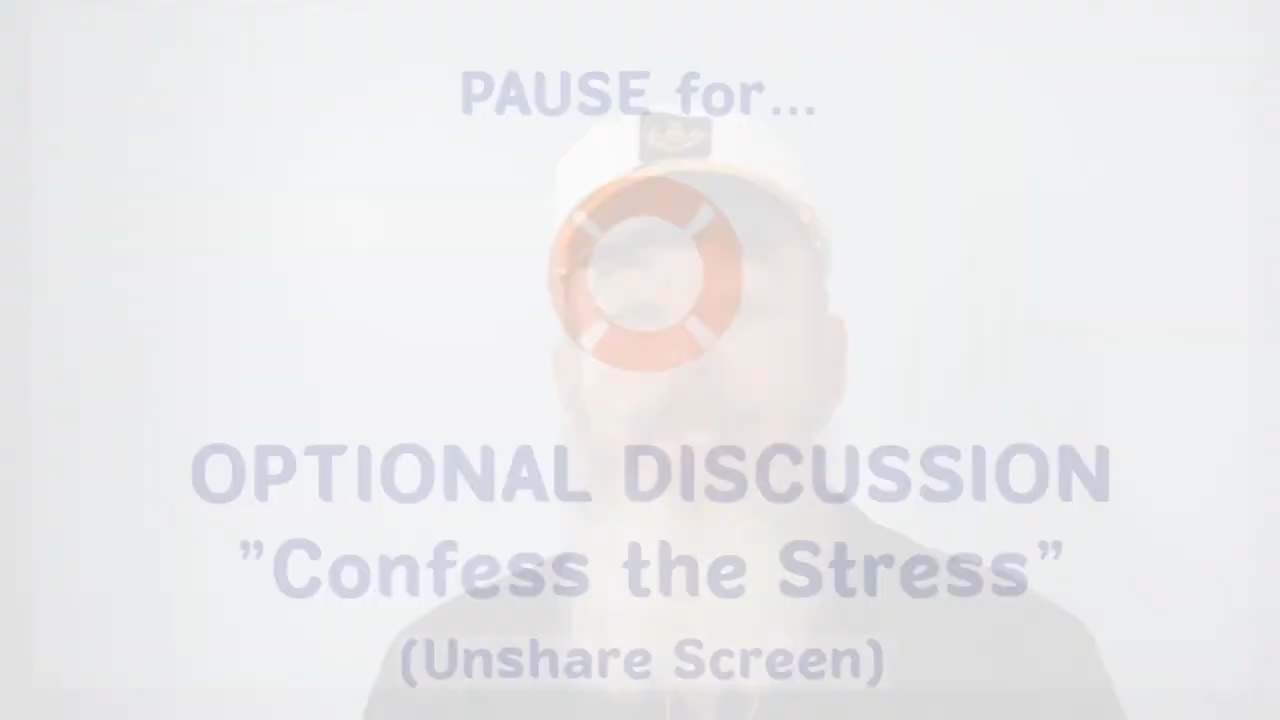 PAUSE for...
OPTIONAL DISCUSSION
”Confess the Stress”
(Unshare Screen)